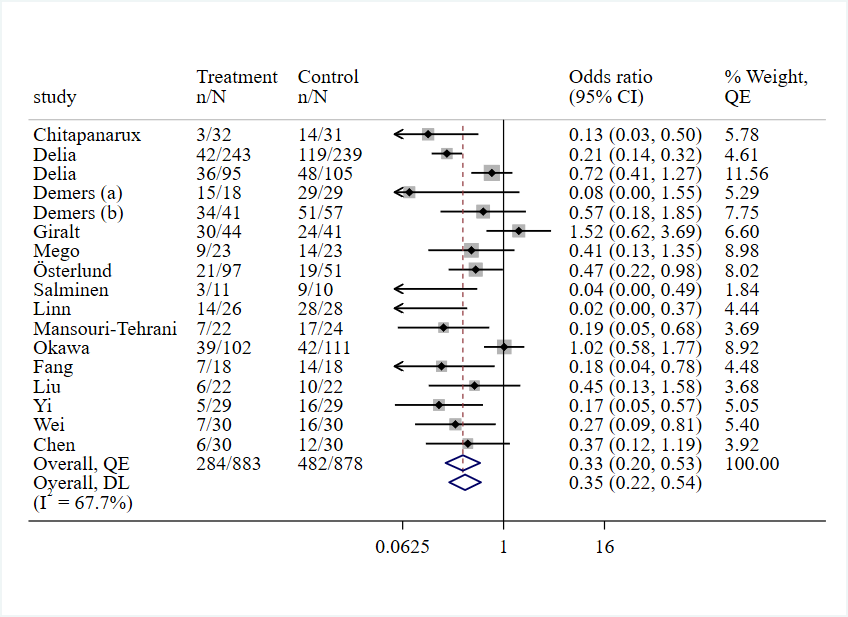 Treatment Control Odds ratio % Weight,
study n/N n/N (95% CI) QE
Chitapanarux 3/32 14/31 0.13 (0.03, 0.50) 5.78
Delia 42/243 119/239 0.21 (0.14, 0.32) 4.61
Delia 36/95 48/105 0.72 (0.41, 1.27) 11.56
Demers (a) 15/18 29/29 0.08 (0.00, 1.55) 5.29
Demers (b) 34/41 51/57 0.57 (0.18, 1.85) 7.75
Giralt 30/44 24/41 1.52 (0.62, 3.69) 6.60
Mego 9/23 14/23 0.41 (0.13, 1.35) 8.98
Österlund 21/97 19/51 0.47 (0.22, 0.98) 8.02
Salminen 3/11 9/10 0.04 (0.00, 0.49) 1.84
Linn 14/26 28/28 0.02 (0.00, 0.37) 4.44
Mansouri-Tehrani 7/22 17/24 0.19 (0.05, 0.68) 3.69
Okawa 39/102 42/111 1.02 (0.58, 1.77) 8.92
Fang 7/18 14/18 0.18 (0.04, 0.78) 4.48
Liu 6/22 10/22 0.45 (0.13, 1.58) 3.68
Yi 5/29 16/29 0.17 (0.05, 0.57) 5.05
Wei 7/30 16/30 0.27 (0.09, 0.81) 5.40
Chen 6/30 12/30 0.37 (0.12, 1.19) 3.92
Overall, QE 284/883 482/878 0.33 (0.20, 0.53) 100.00
Overall, DL 0.35 (0.22, 0.54)
(I² = 67.7%)
0.0625 1 16